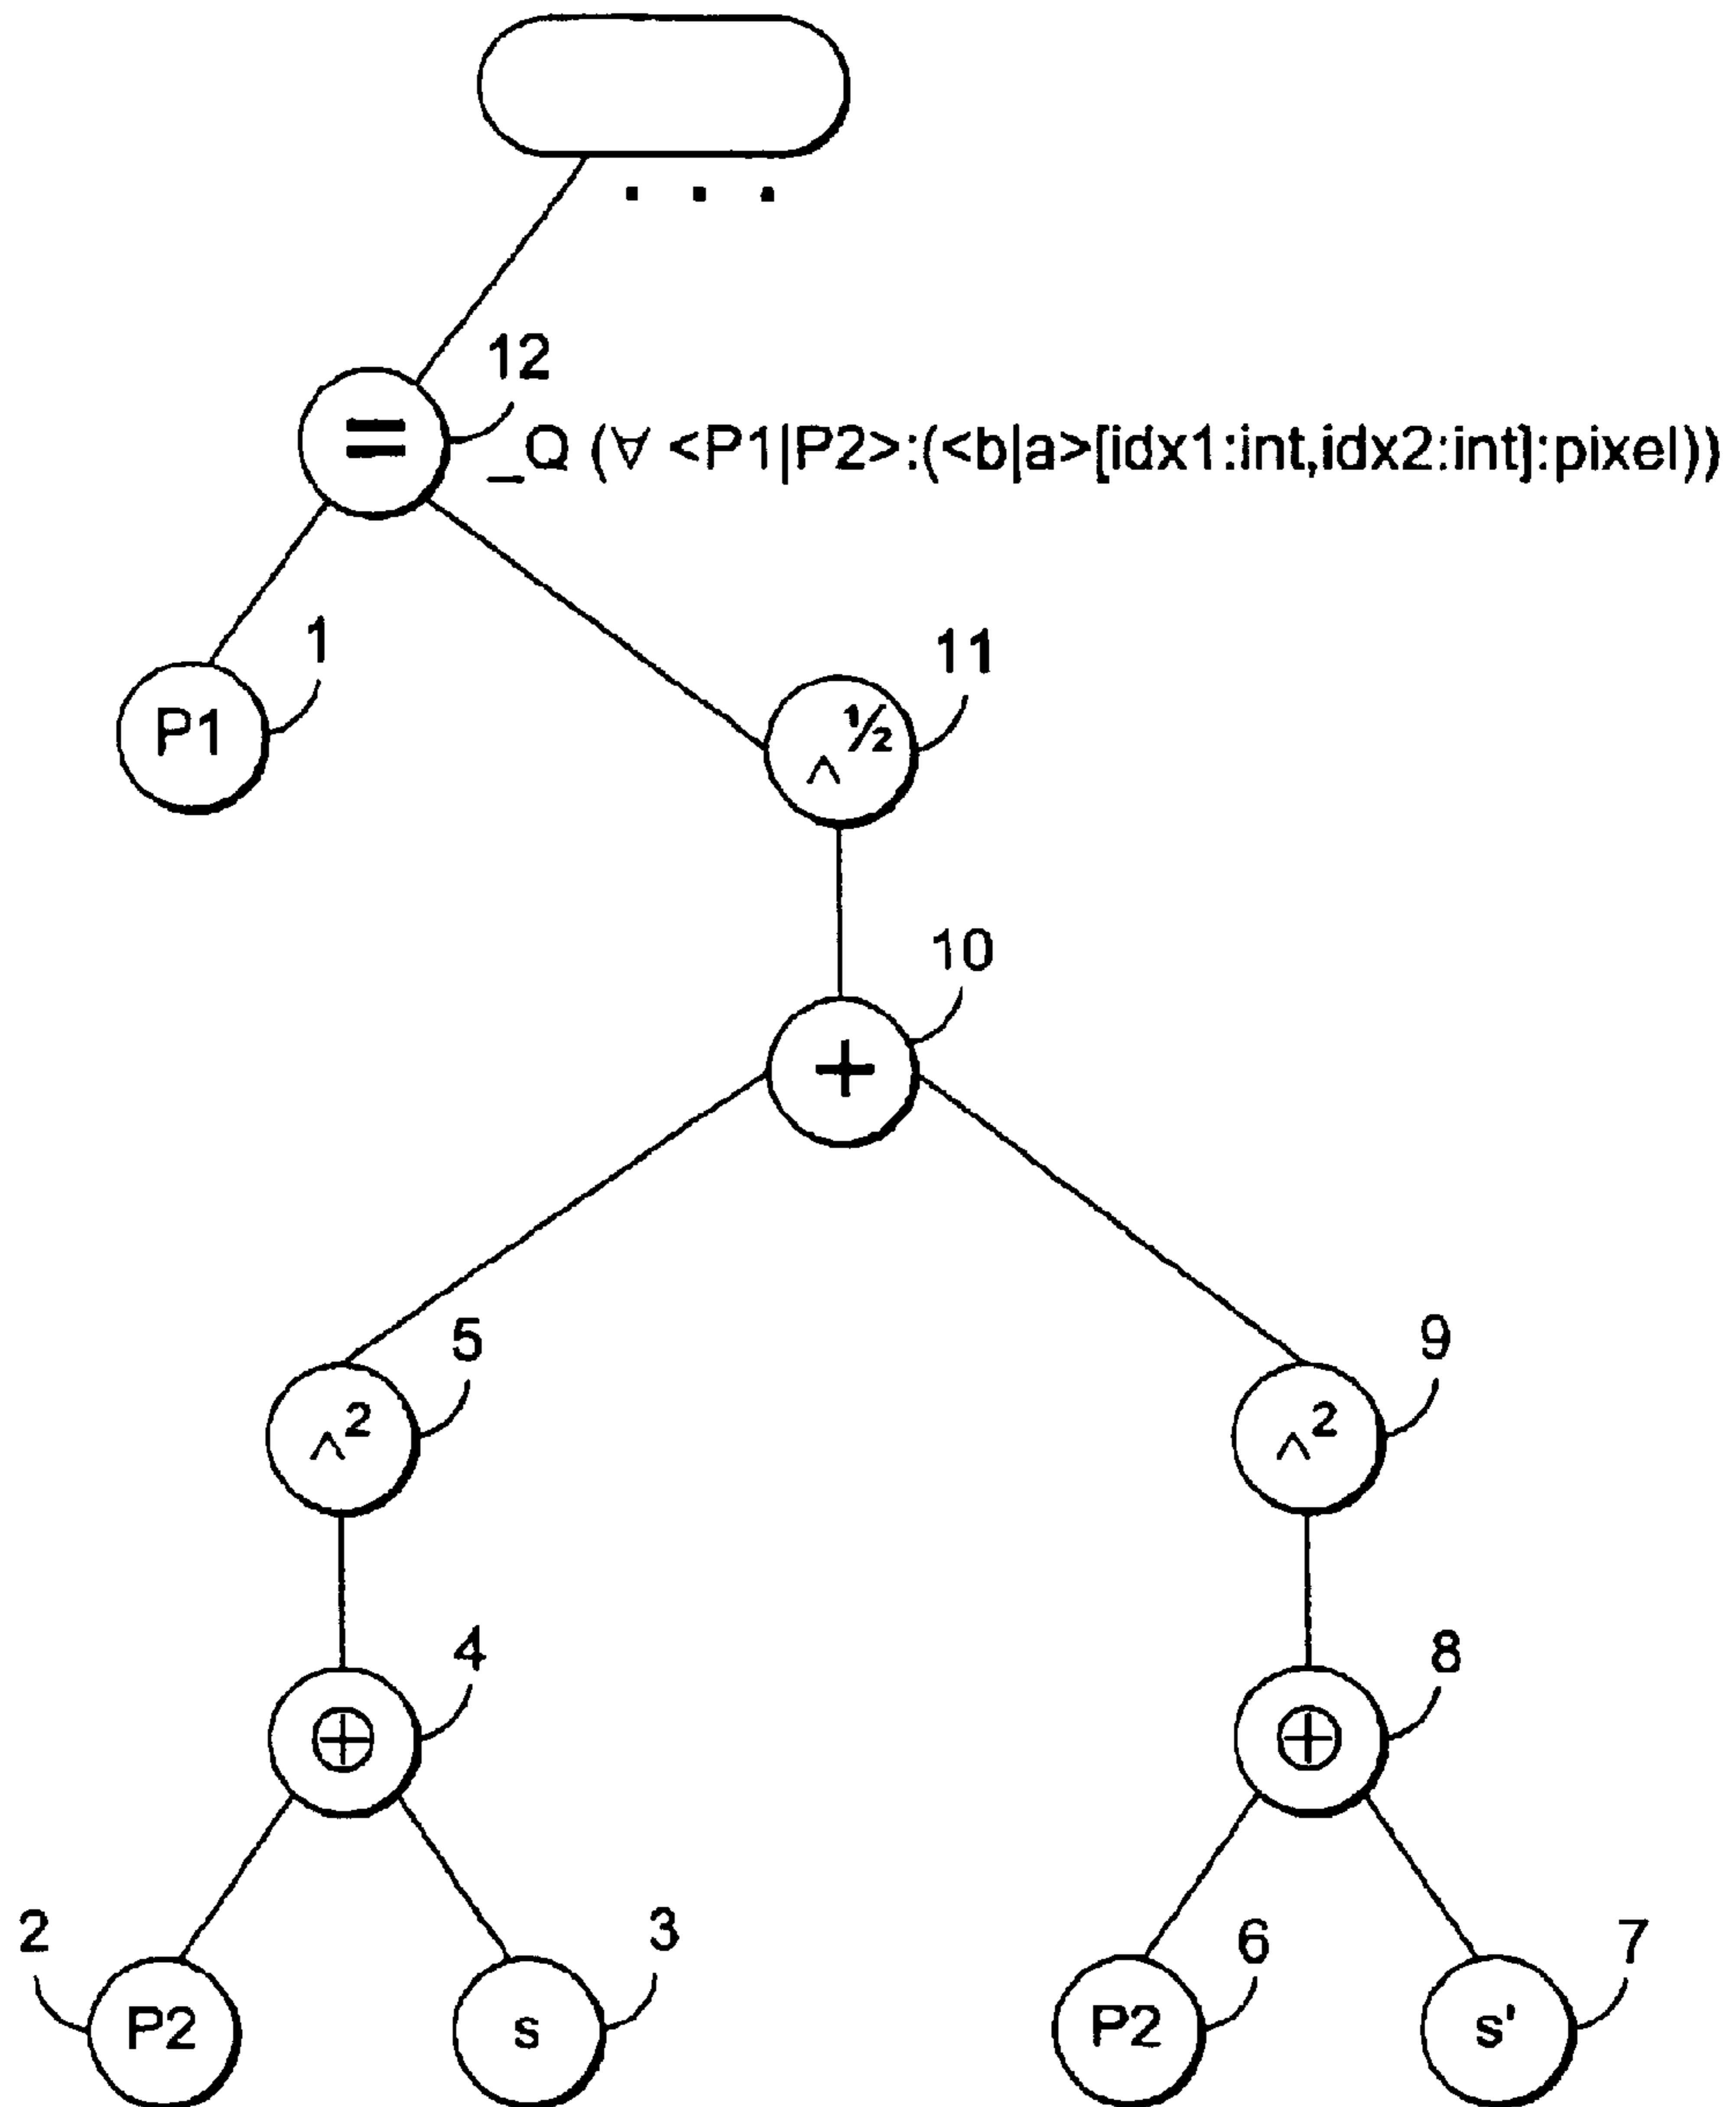 . . .
12
=
_Q (∀ <P1|P2>:(<b|a>[idx1:int,idx2:int]:pixel))
1
11
P1
^½
10
+
5
9
^2
^2
4
8
⊕
⊕
2
3
6
7
P2
s
P2
s'